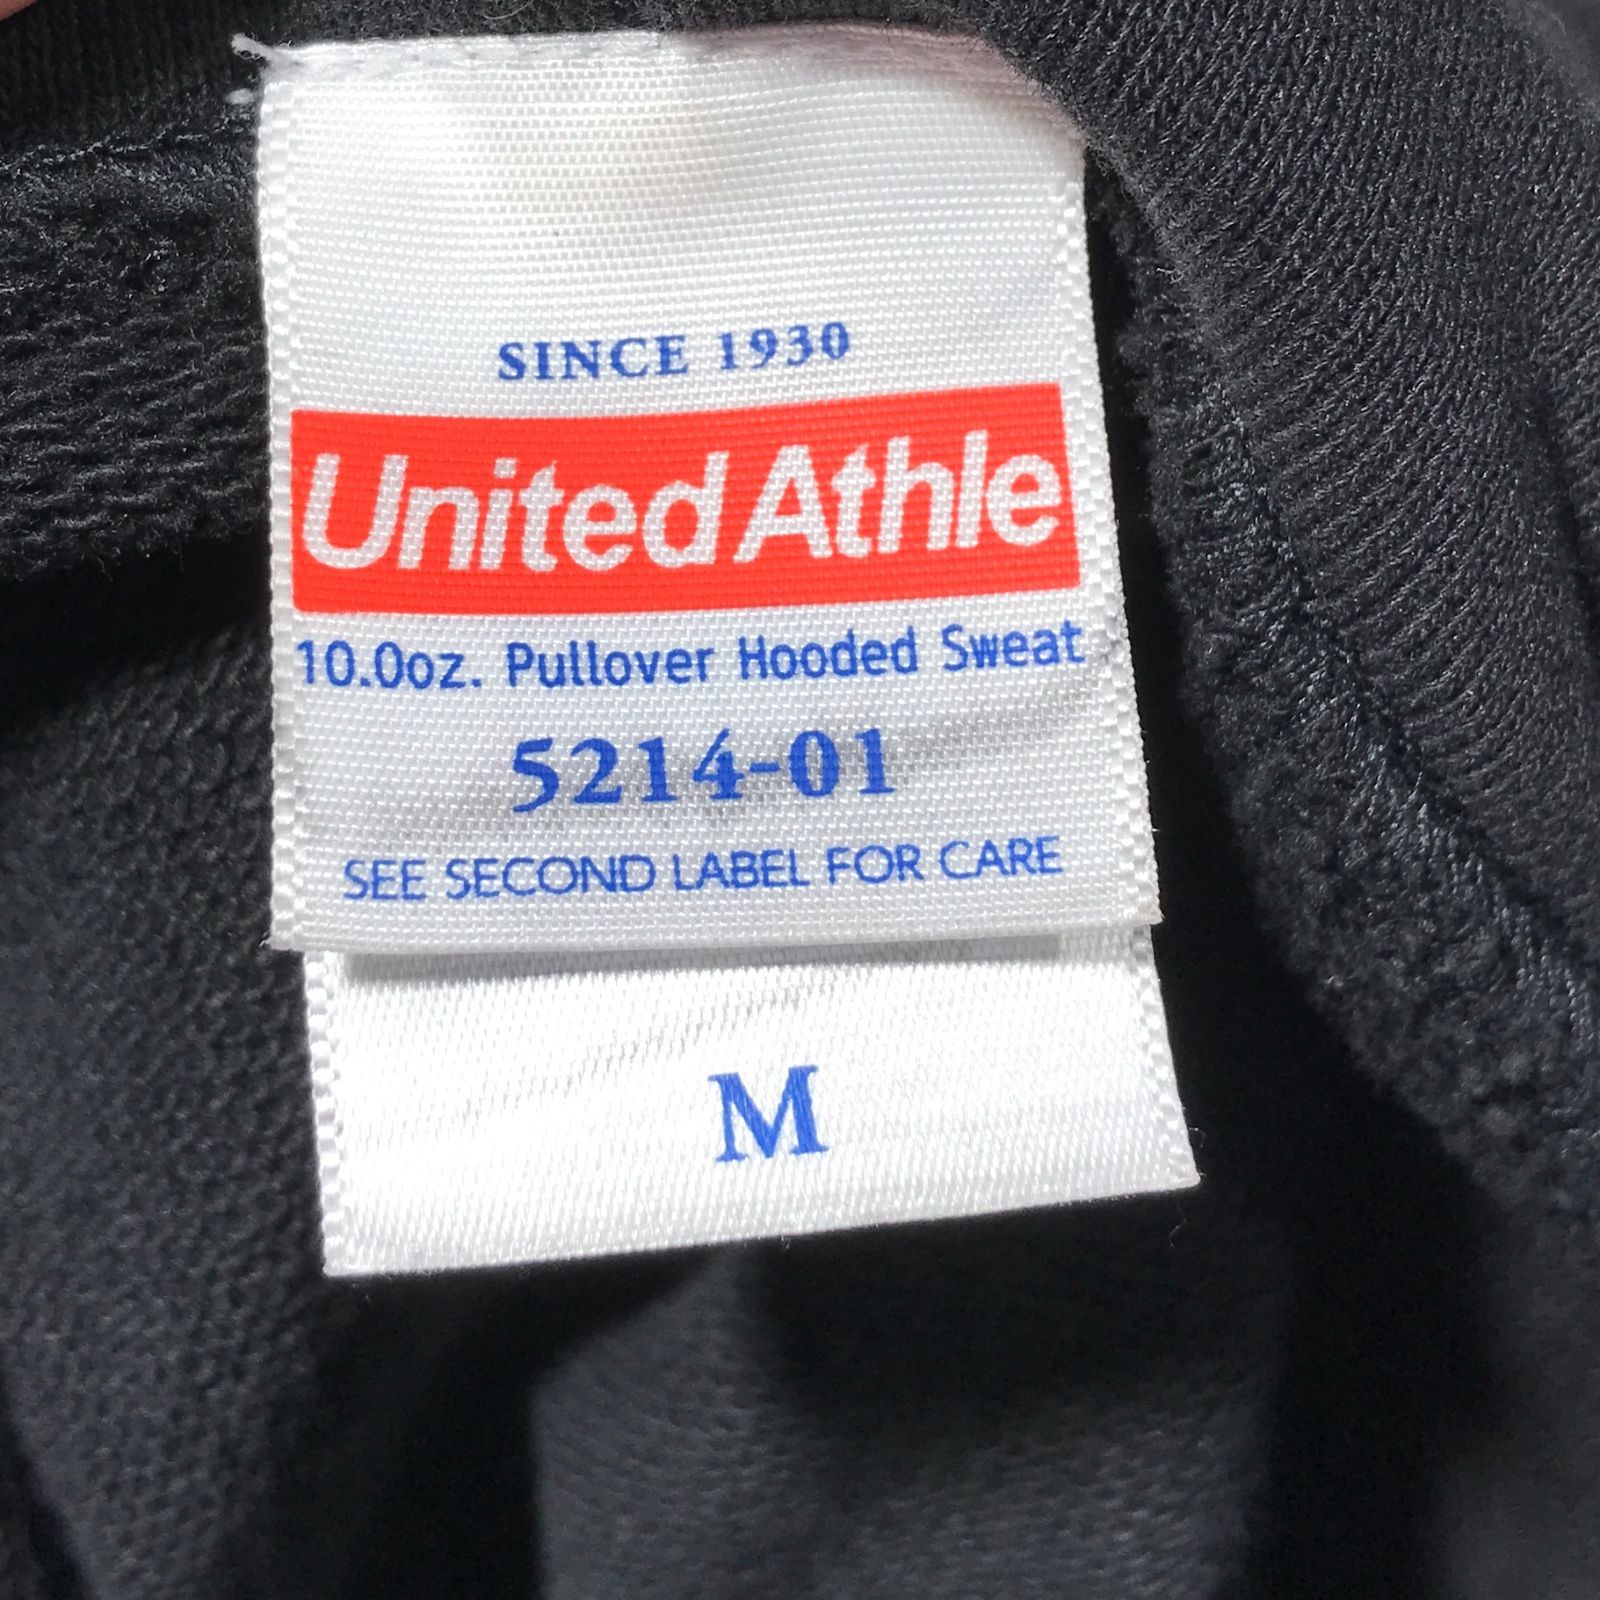 SINCE 1930
United Athle
10.0oz. Pullover Hooded Sweat
5214-01
SEE SECOND LABEL FOR CARE
M